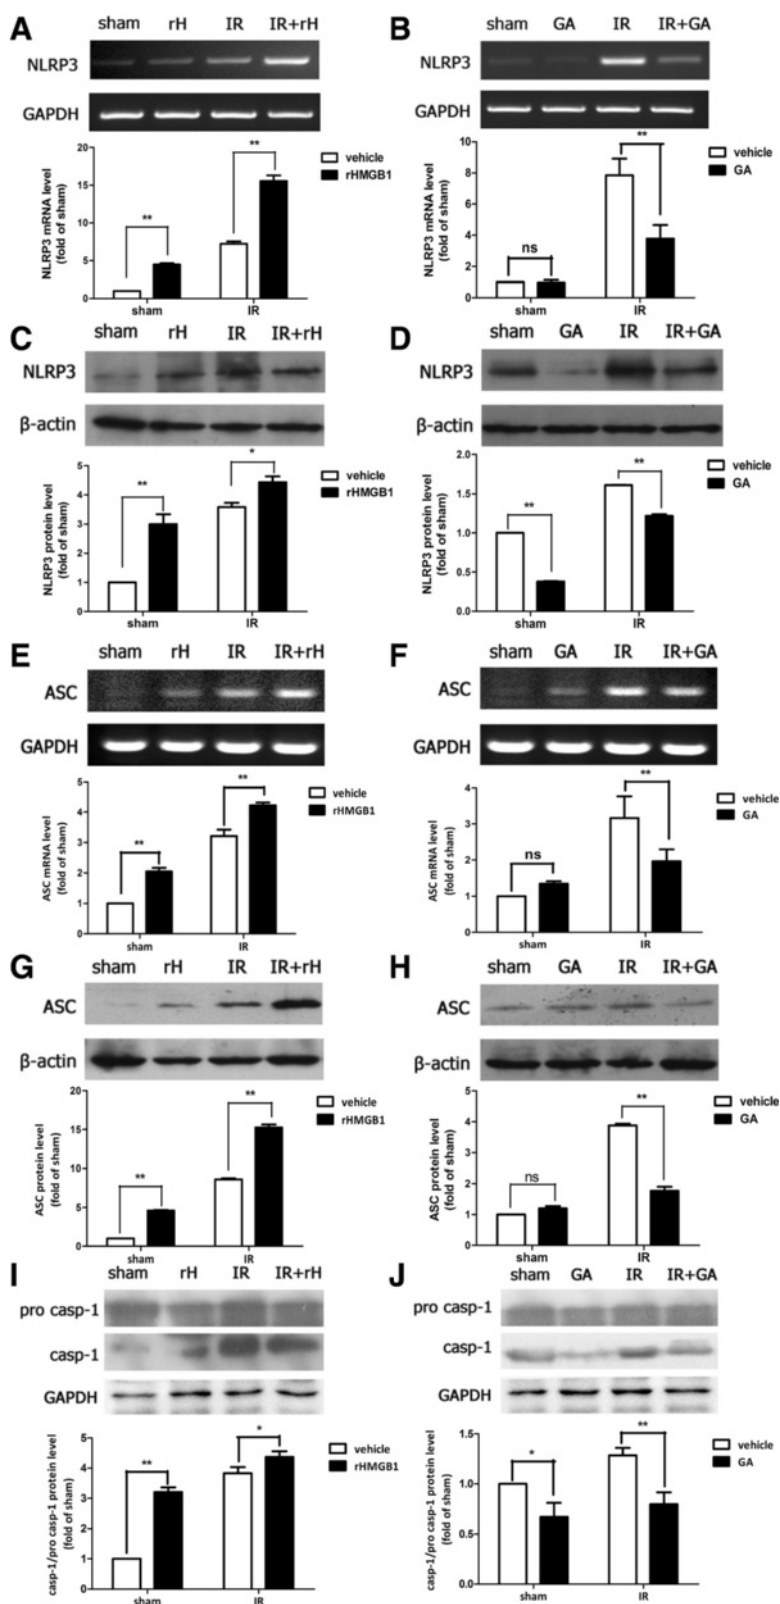 A
sham rH IR IR+rH
NLRP3
GAPDH
** **
vehicle
rHMGB1
NLRP3 mRNA level
(fold of sham)
20
15
10
5
0
sham IR
B
sham GA IR IR+GA
NLRP3
GAPDH
ns **
vehicle
GA
NLRP3 mRNA level
(fold of sham)
10
8
6
4
2
0
sham IR
C
sham rH IR IR+rH
NLRP3
β-actin
** *
vehicle
rHMGB1
NLRP3 protein level
(fold of sham)
5
4
3
2
1
0
sham IR
D
sham GA IR IR+GA
NLRP3
β-actin
** **
vehicle
GA
NLRP3 protein level
(fold of sham)
2.0
1.5
1.0
0.5
0.0
sham IR
E
sham rH IR IR+rH
ASC
GAPDH
** **
vehicle
rHMGB1
ASC mRNA level
(fold of sham)
5
4
3
2
1
0
sham IR
F
sham GA IR IR+GA
ASC
GAPDH
ns **
vehicle
GA
ASC mRNA level
(fold of sham)
4
3
2
1
0
sham IR
G
sham rH IR IR+rH
ASC
β-actin
** **
vehicle
rHMGB1
ASC protein level
(fold of sham)
20
15
10
5
0
sham IR
H
sham GA IR IR+GA
ASC
β-actin
ns **
vehicle
GA
ASC protein level
(fold of sham)
5
4
3
2
1
0
sham IR
I
sham rH IR IR+rH
pro casp-1
casp-1
GAPDH
** *
vehicle
rHMGB1
casp-1/pro casp-1 protein level
(fold of sham)
5
4
3
2
1
0
sham IR
J
sham GA IR IR+GA
pro casp-1
casp-1
GAPDH
* **
vehicle
GA
casp-1/pro casp-1 protein level
(fold of sham)
1.5
1.0
0.5
0.0
sham IR